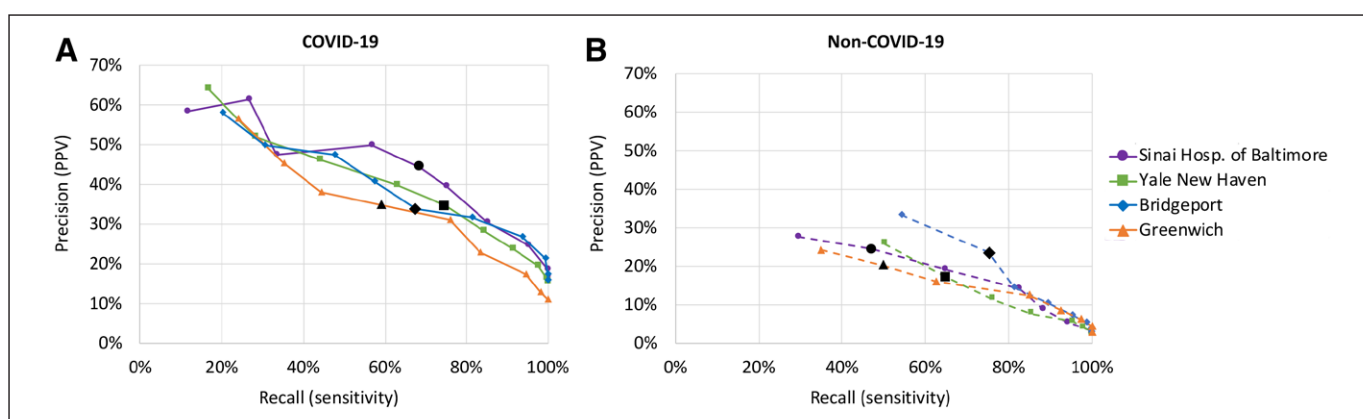 A
COVID-19
B
Non-COVID-19
70%
60%
50%
40%
30%
20%
10%
0%
Precision (PPV)
0%
20%
40%
60%
80%
100%
Recall (sensitivity)
70%
60%
50%
40%
30%
20%
10%
0%
Precision (PPV)
0%
20%
40%
60%
80%
100%
Recall (sensitivity)
Sinai Hosp. of Baltimore
Yale New Haven
Bridgeport
Greenwich